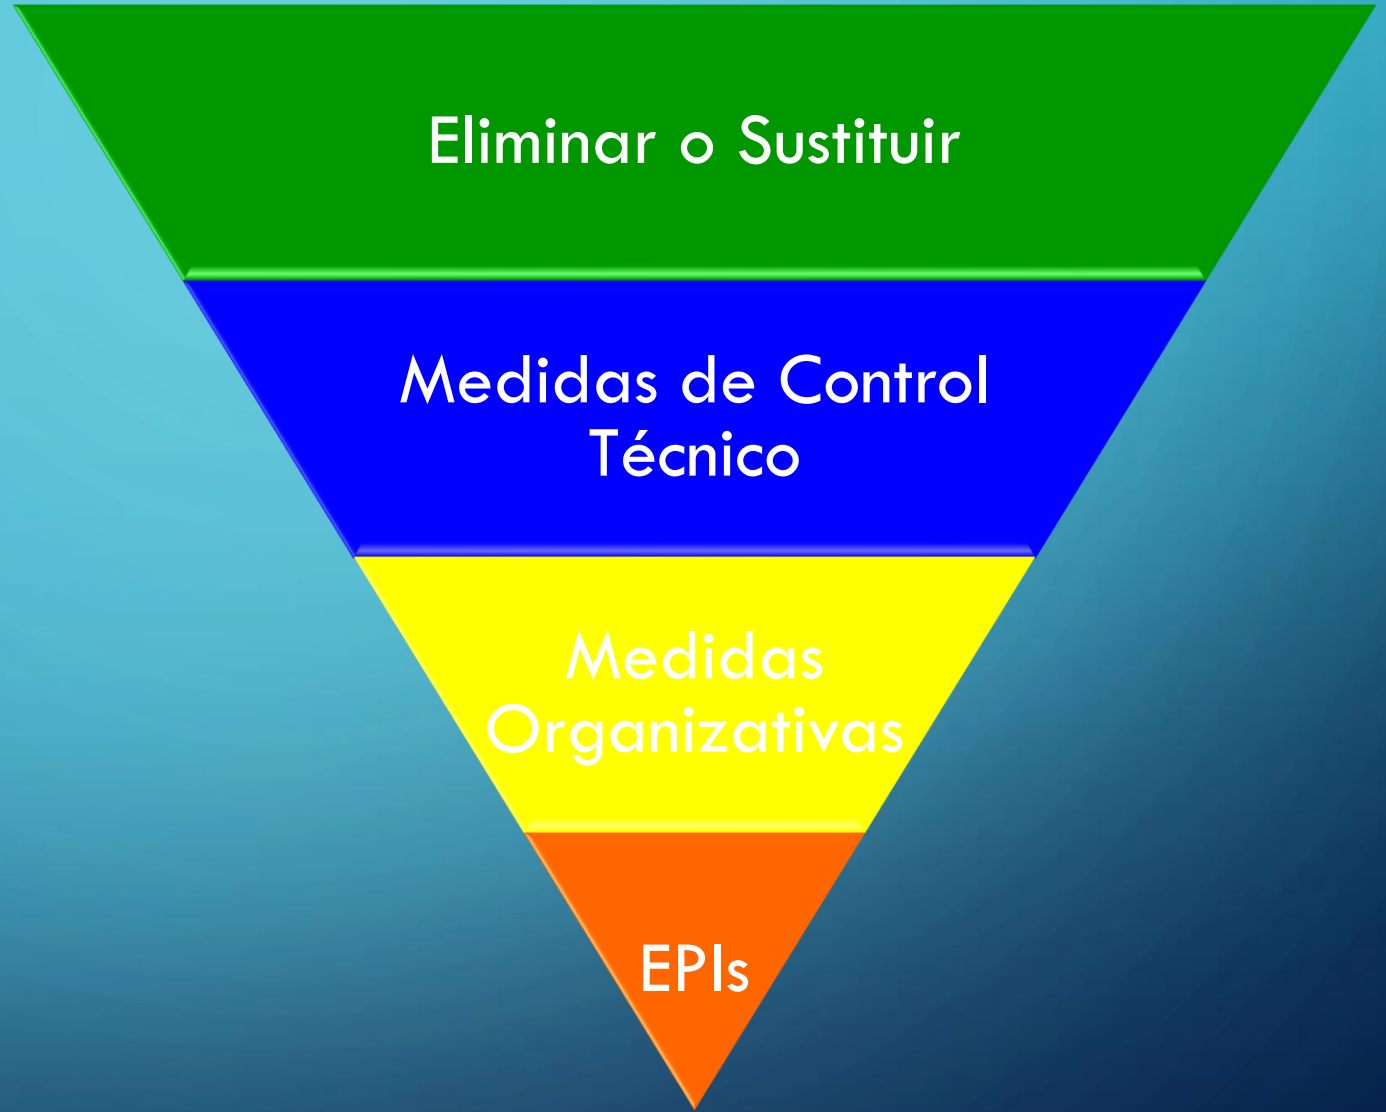 Eliminar o Sustituir
Medidas de Control
Técnico
Medidas
Organizativas
EPIs